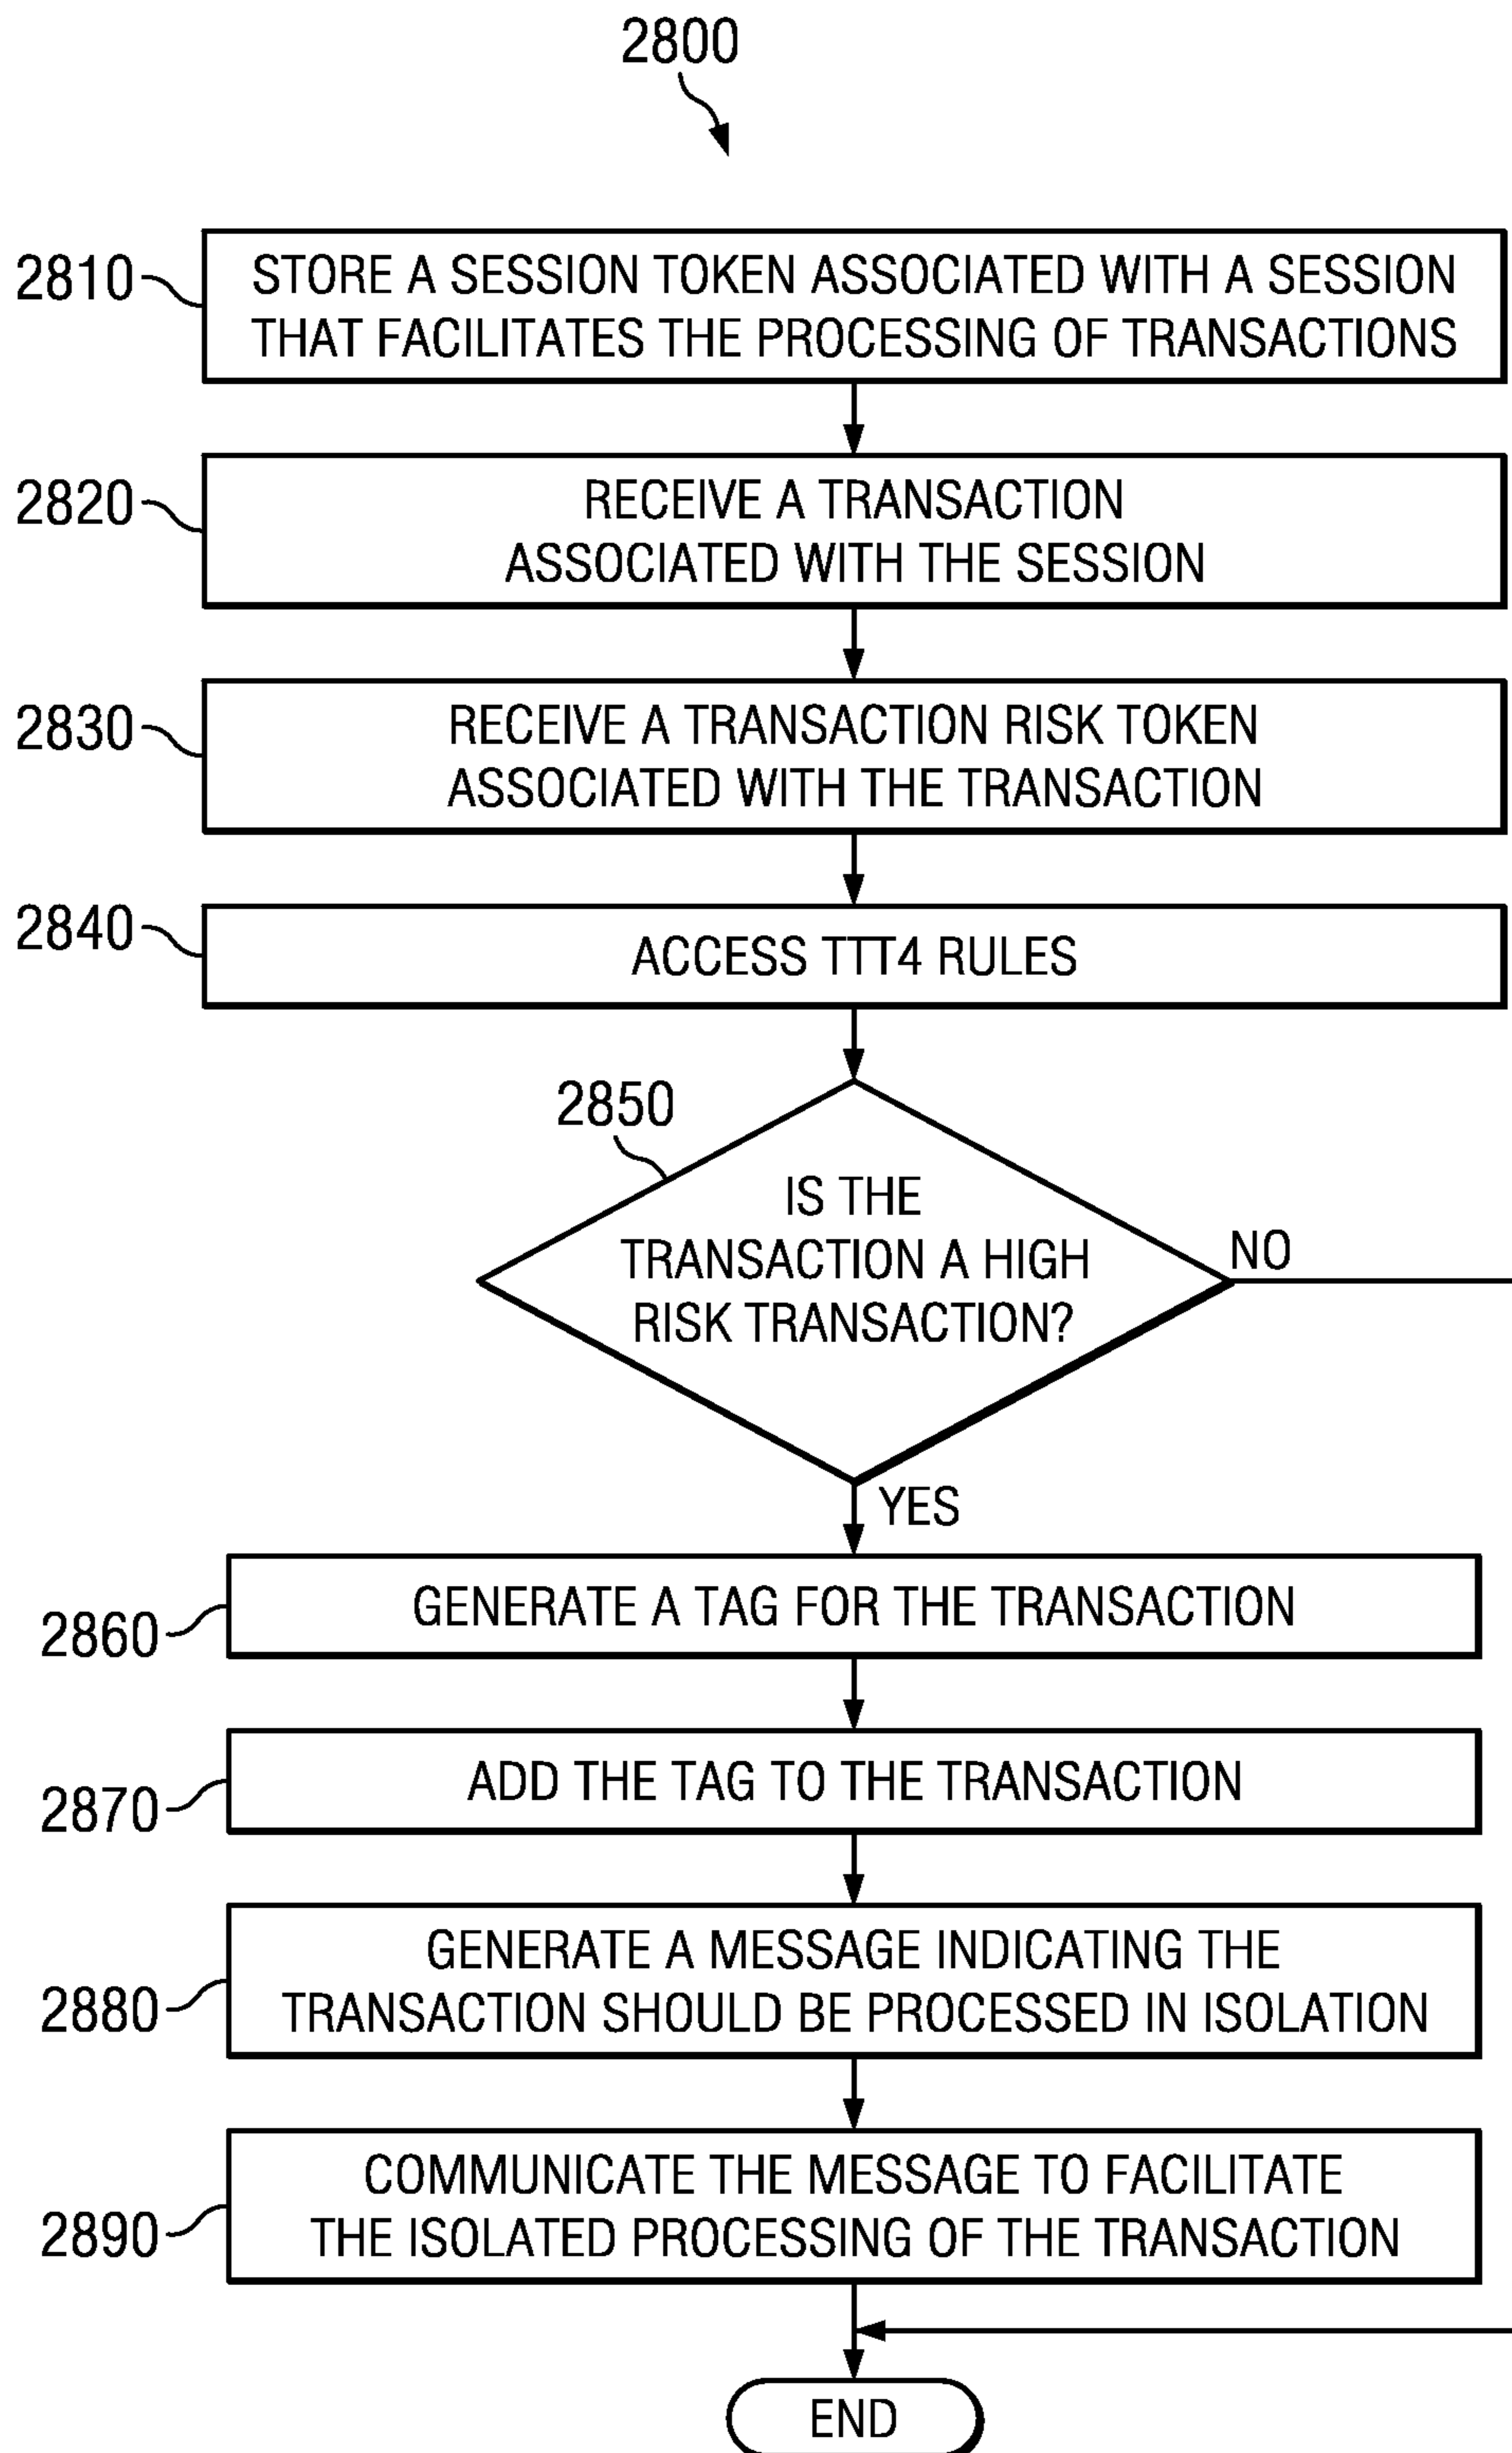 2800
2810
STORE A SESSION TOKEN ASSOCIATED WITH A SESSION
THAT FACILITATES THE PROCESSING OF TRANSACTIONS
2820
RECEIVE A TRANSACTION
ASSOCIATED WITH THE SESSION
2830
RECEIVE A TRANSACTION RISK TOKEN
ASSOCIATED WITH THE TRANSACTION
2840
ACCESS TTT4 RULES
2850
IS THE
TRANSACTION A HIGH
RISK TRANSACTION?
NO
YES
2860
GENERATE A TAG FOR THE TRANSACTION
2870
ADD THE TAG TO THE TRANSACTION
2880
GENERATE A MESSAGE INDICATING THE
TRANSACTION SHOULD BE PROCESSED IN ISOLATION
2890
COMMUNICATE THE MESSAGE TO FACILITATE
THE ISOLATED PROCESSING OF THE TRANSACTION
END